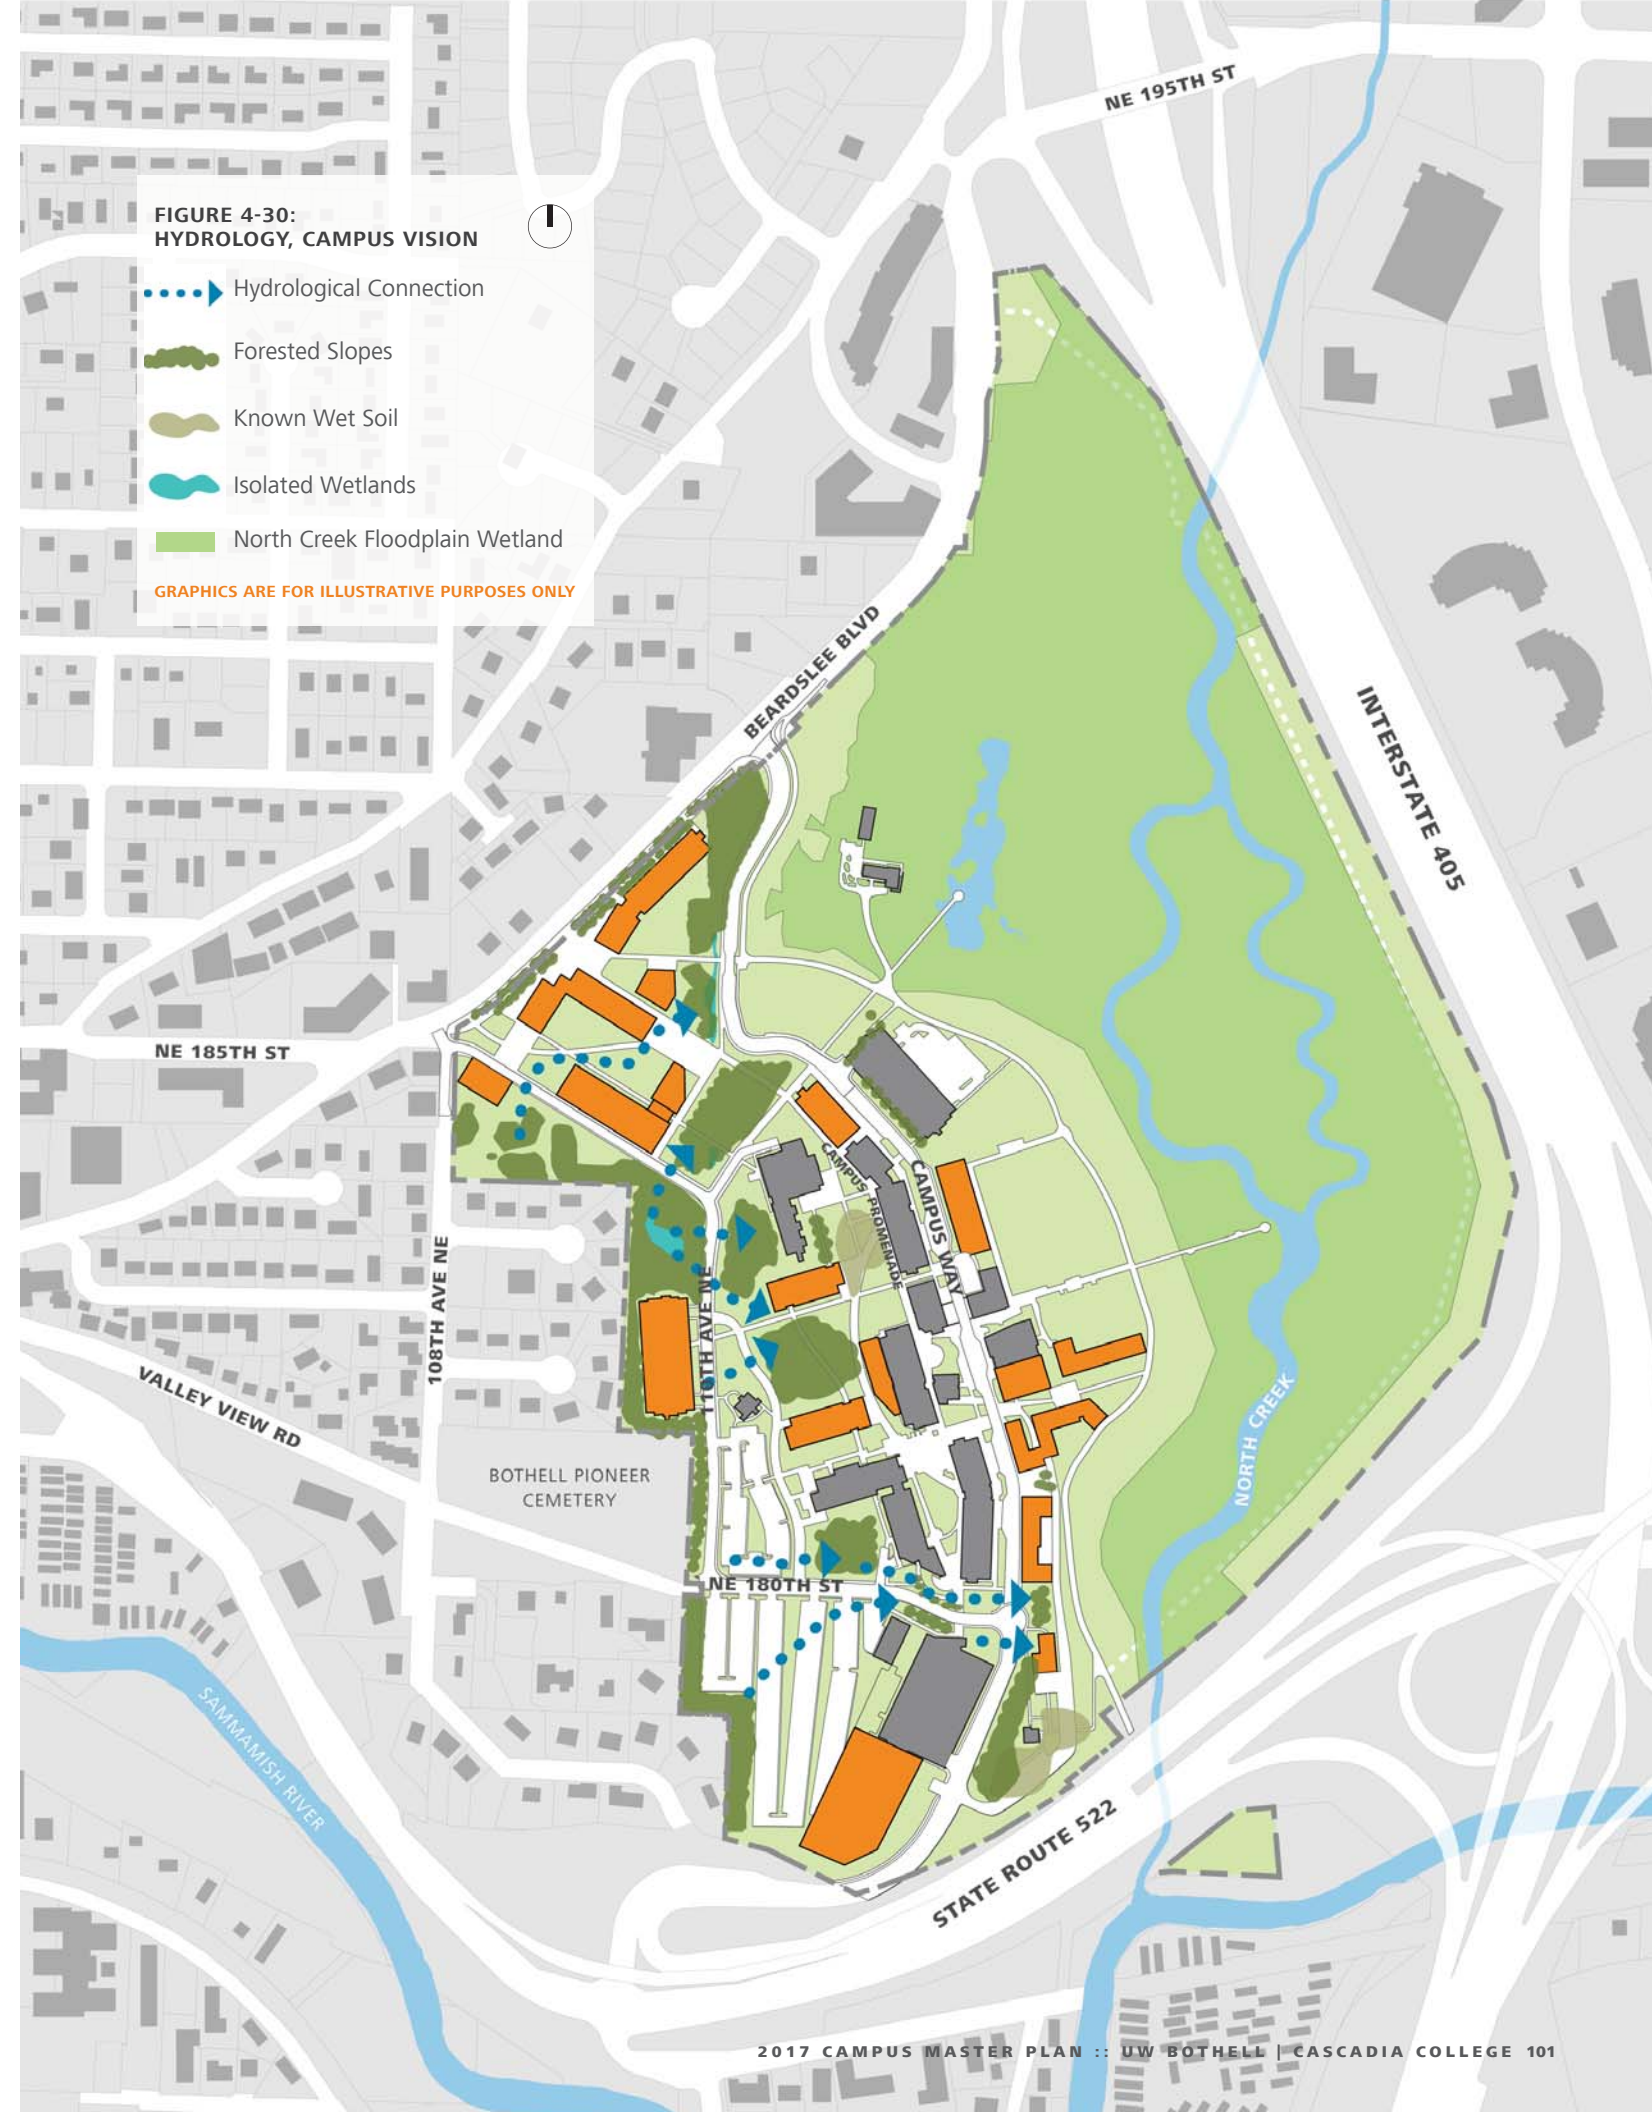 NE 195TH ST
FIGURE 4-30:
HYDROLOGY, CAMPUS VISION
Hydrological Connection
Forested Slopes
Known Wet Soil
Isolated Wetlands
North Creek Floodplain Wetland
GRAPHICS ARE FOR ILLUSTRATIVE PURPOSES ONLY
BEARDSLEE BLVD
INTERSTATE 405
NE 185TH ST
CAMPUS PROMENADE
CAMPUS WAY
108TH AVE NE
110TH AVE NE
VALLEY VIEW RD
NORTH CREEK
BOTHELL PIONEER
CEMETERY
NE 180TH ST
SAMMAMISH RIVER
STATE ROUTE 522
2017 CAMPUS MASTER PLAN :: UW BOTHELL | CASCADIA COLLEGE 101